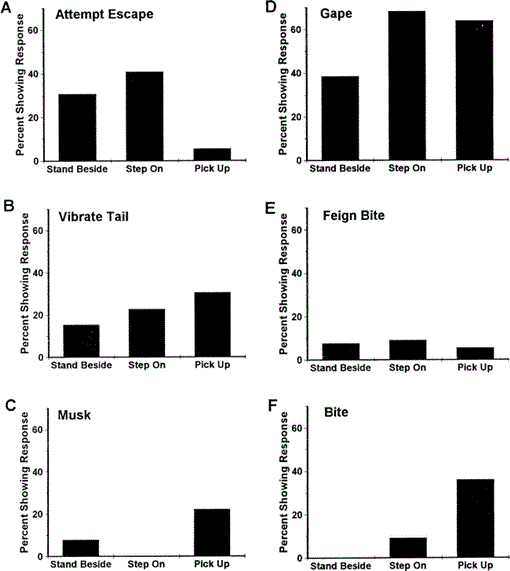 A
Attempt Escape
Percent Showing Response
60
40
20
0
Stand Beside Step On Pick Up
D
Gape
Percent Showing Response
60
40
20
0
Stand Beside Step On Pick Up
B
Vibrate Tail
Percent Showing Response
60
40
20
0
Stand Beside Step On Pick Up
E
Feign Bite
Percent Showing Response
60
40
20
0
Stand Beside Step On Pick Up
C
Musk
Percent Showing Response
60
40
20
0
Stand Beside Step On Pick Up
F
Bite
Percent Showing Response
60
40
20
0
Stand Beside Step On Pick Up